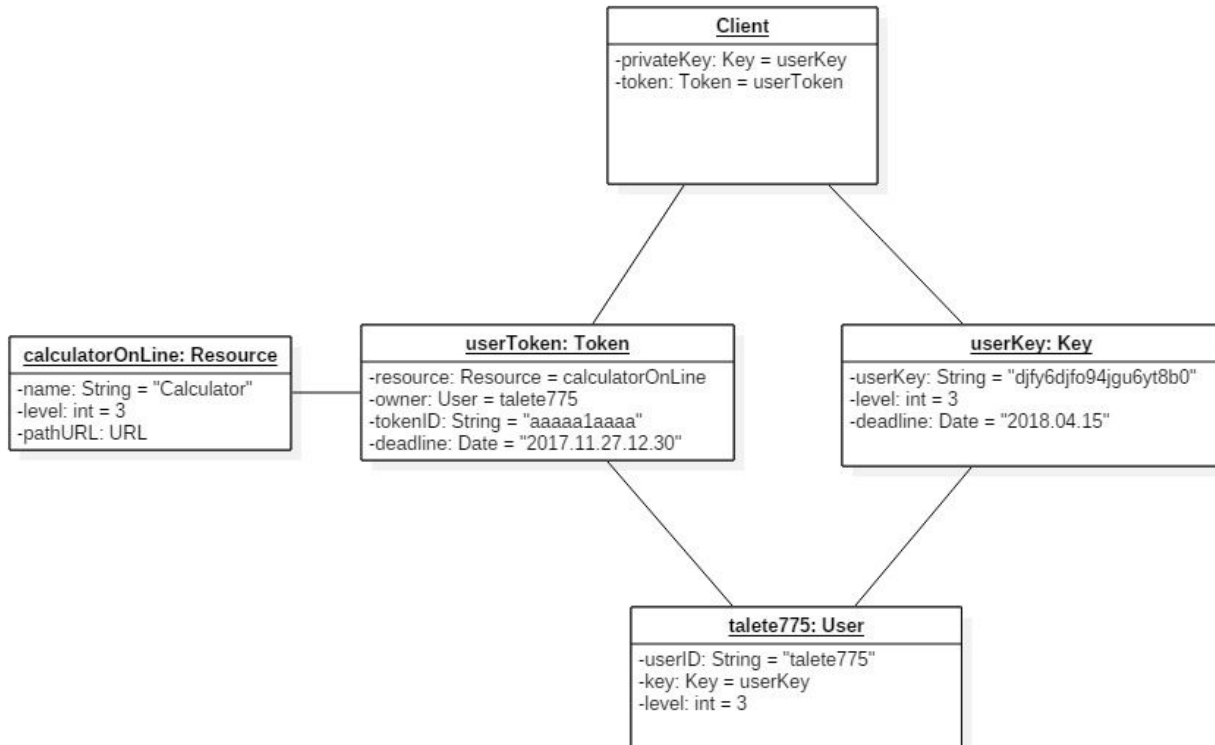 Client
-privateKey: Key = userKey
-token: Token = userToken
calculatorOnLine: Resource
-name: String = "Calculator"
-level: int = 3
-pathURL: URL
userToken: Token
-resource: Resource = calculatorOnLine
-owner: User = talete775
-tokenID: String = "aaaaa1aaaa"
-deadline: Date = "2017.11.27.12.30"
userKey: Key
-userKey: String = "djfy6djfo94jgu6yt8b0"
-level: int = 3
-deadline: Date = "2018.04.15"
talete775: User
-userID: String = "talete775"
-key: Key = userKey
-level: int = 3